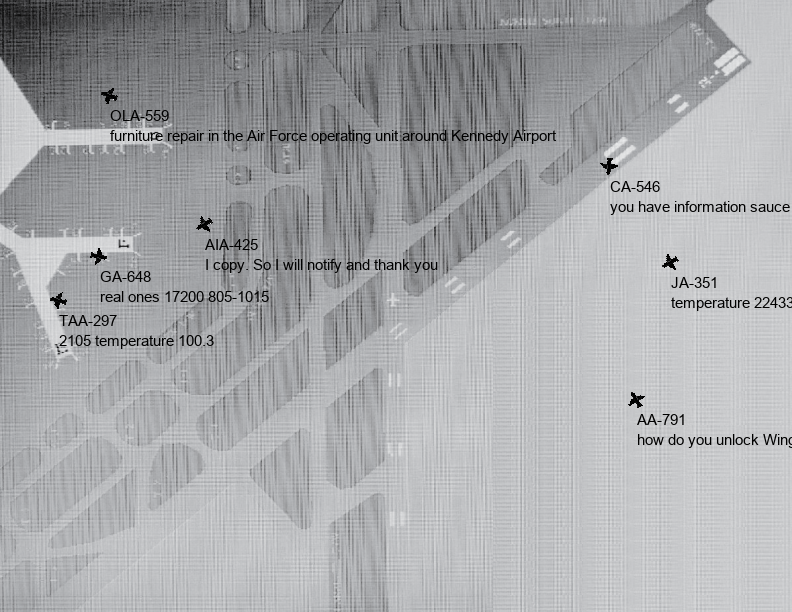 OLA-559
furniture repair in the Air Force operating unit around Kennedy Airport
CA-546
you have information sauce
AIA-425
I copy. So I will notify and thank you
GA-648
real ones 17200 805-1015
JA-351
temperature 22433
TAA-297
2105 temperature 100.3
AA-791
how do you unlock Wing